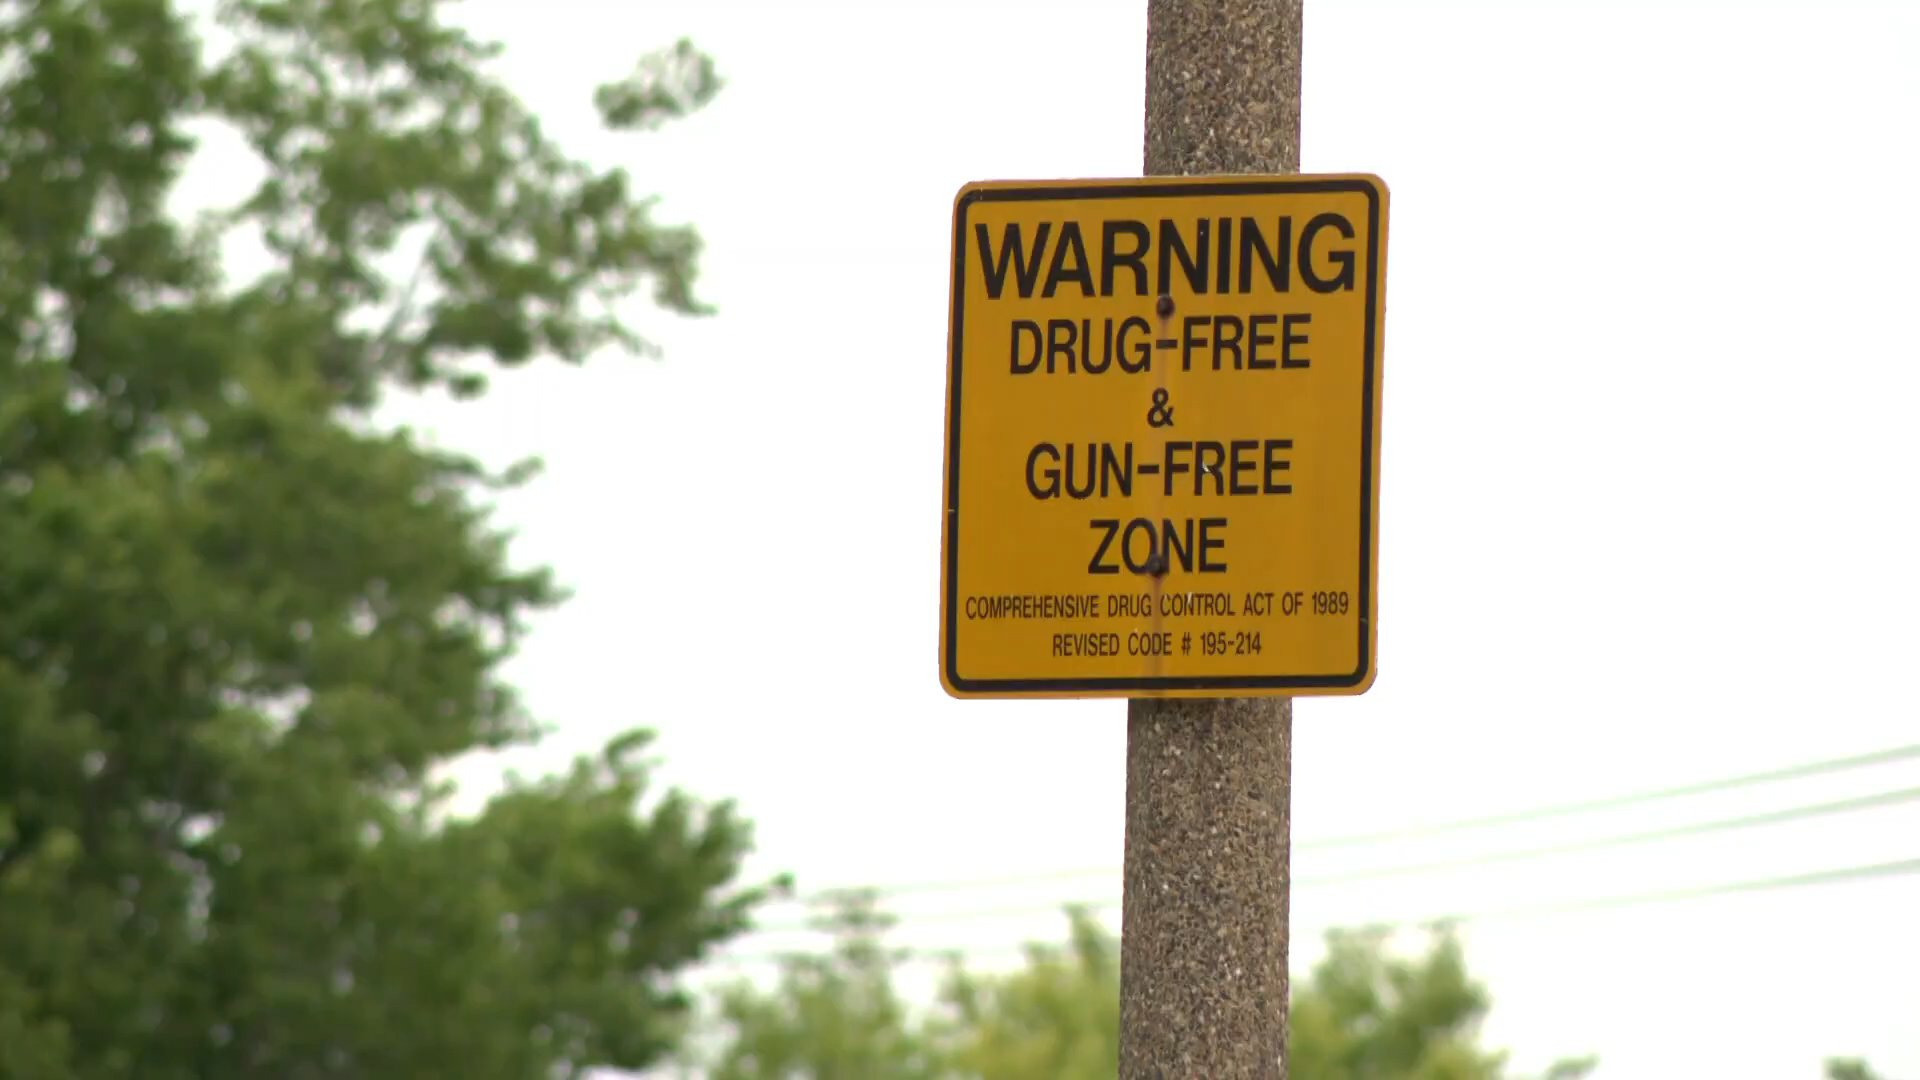 WARNING
DRUG-FREE
&
GUN-FREE
ZONE
COMPREHENSIVE DRUG CONTROL ACT OF 1989
REVISED CODE # 195-214